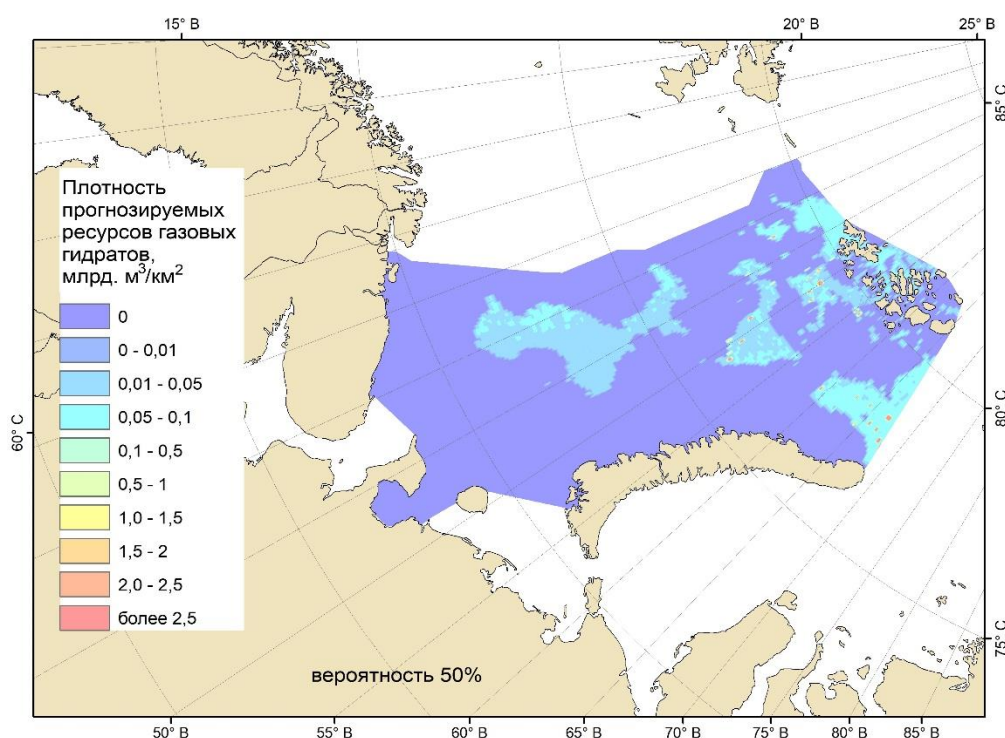 15° В
20° В
25° В
85° С
Плотность
прогнозируемых
ресурсов газовых
гидратов,
млрд. м³/км²
0
0 - 0,01
0,01 - 0,05
0,05 - 0,1
0,1 - 0,5
0,5 - 1
1,0 - 1,5
1,5 - 2
2,0 - 2,5
более 2,5
60° С
80° С
75° С
вероятность 50%
50° В
55° В
60° В
65° В
70° В
75° В
80° В
85° В